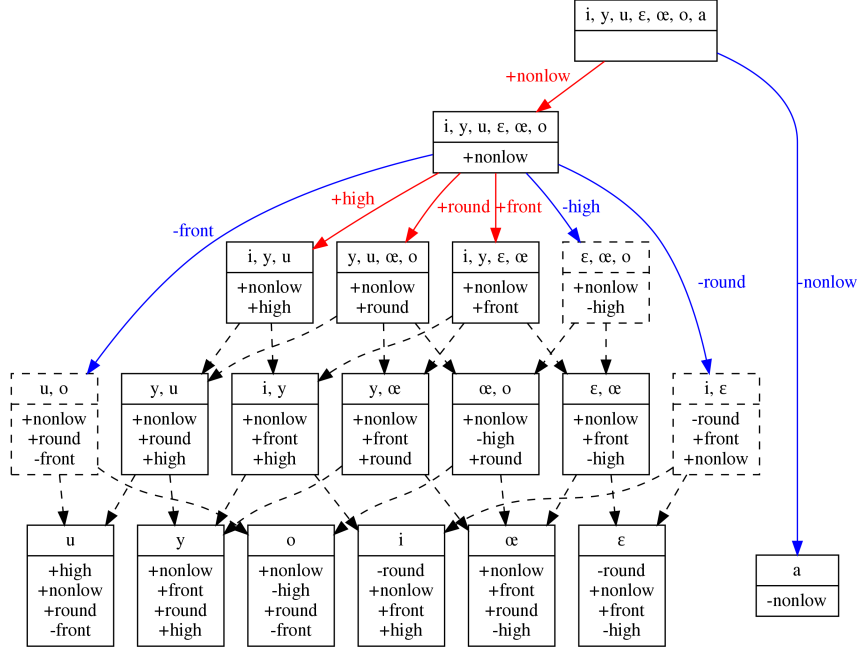 i, y, u, ε, œ, o, a
+nonlow
i, y, u, ε, œ, o
+nonlow
+high
+round
+front
-high
-front
-round
-nonlow
i, y, u
+nonlow
+high
y, u, œ, o
+nonlow
+round
i, y, ε, œ
+nonlow
+front
ε, œ, o
+nonlow
-high
u, o
+nonlow
+round
-front
y, u
+nonlow
+round
+high
i, y
+nonlow
+front
+high
y, œ
+nonlow
+front
+round
œ, o
+nonlow
-high
+round
ε, œ
+nonlow
+front
-high
i, ε
-round
+front
+nonlow
u
+high
+nonlow
+round
-front
y
+nonlow
+front
+round
+high
o
+nonlow
-high
+round
-front
i
-round
+nonlow
+front
+high
œ
+nonlow
+front
+round
-high
ε
-round
+nonlow
+front
-high
a
-nonlow